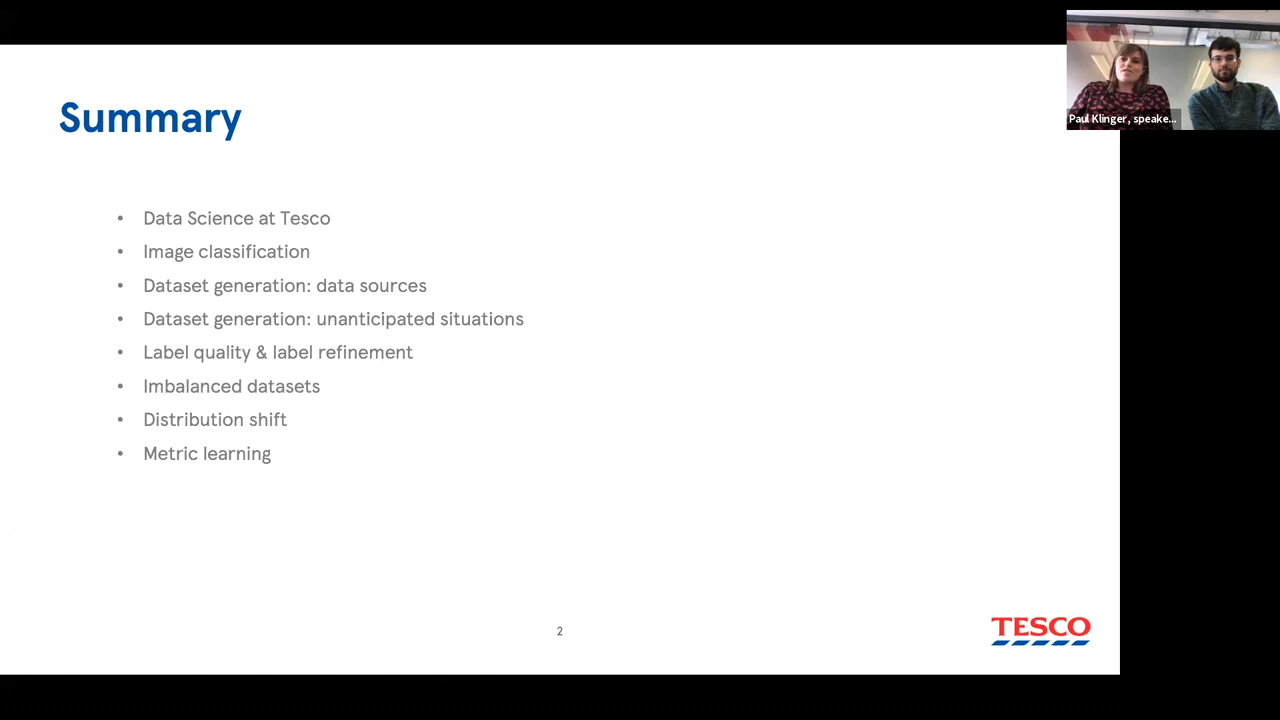 Summary
Paul Klinger, speake...
• Data Science at Tesco
• Image classification
• Dataset generation: data sources
• Dataset generation: unanticipated situations
• Label quality & label refinement
• Imbalanced datasets
• Distribution shift
• Metric learning
2
TESCO